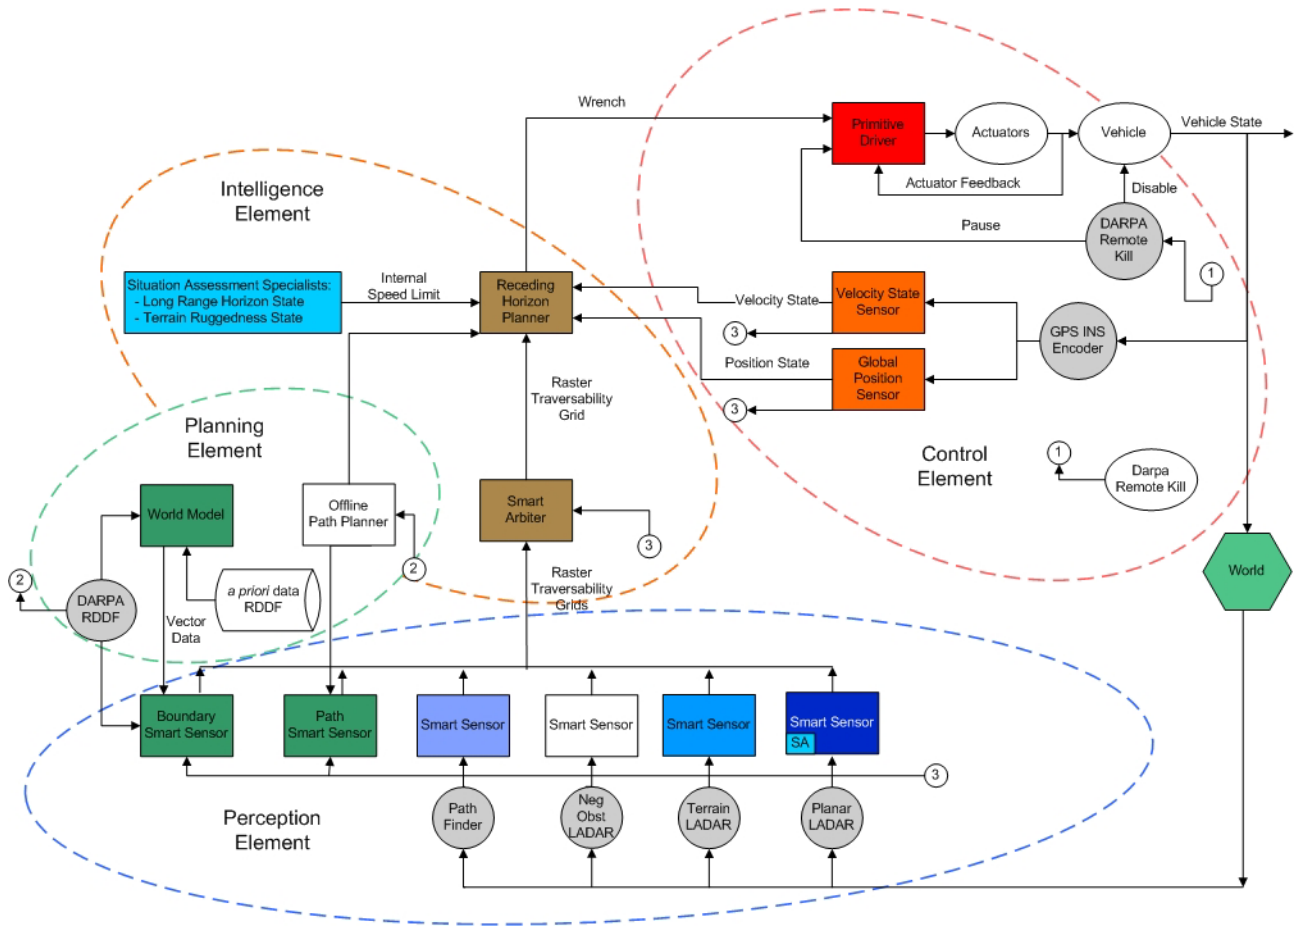 Wrench
Primitive
Driver
Actuators
Vehicle
Vehicle State
Actuator Feedback
Disable
Intelligence
Element
Pause
DARPA
Remote
Kill
1
Situation Assessment Specialists:
- Long Range Horizon State
- Terrain Ruggedness State
Internal
Speed Limit
Receding
Horizon
Planner
Velocity State
Velocity State
Sensor
3
GPS INS
Encoder
Position State
Global
Position
Sensor
3
Raster
Traversability
Grid
Planning
Element
Control
Element
1
Darpa
Remote Kill
World Model
Offline
Path Planner
Smart
Arbiter
3
2
2
World
DARPA
RDDF
a priori data
RDDF
Raster
Traversability
Grids
Vector
Data
Boundary
Smart Sensor
Path
Smart Sensor
Smart Sensor
Smart Sensor
Smart Sensor
Smart Sensor
SA
3
Perception
Element
Path
Finder
Neg
Obst
LADAR
Terrain
LADAR
Planar
LADAR